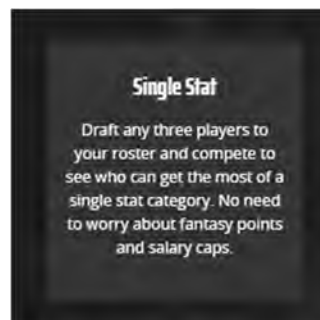 Single Stat
Draft any three players to
your roster and compete to
see who can get the most of a
single stat category. No need
to worry about fantasy points
and salary caps.